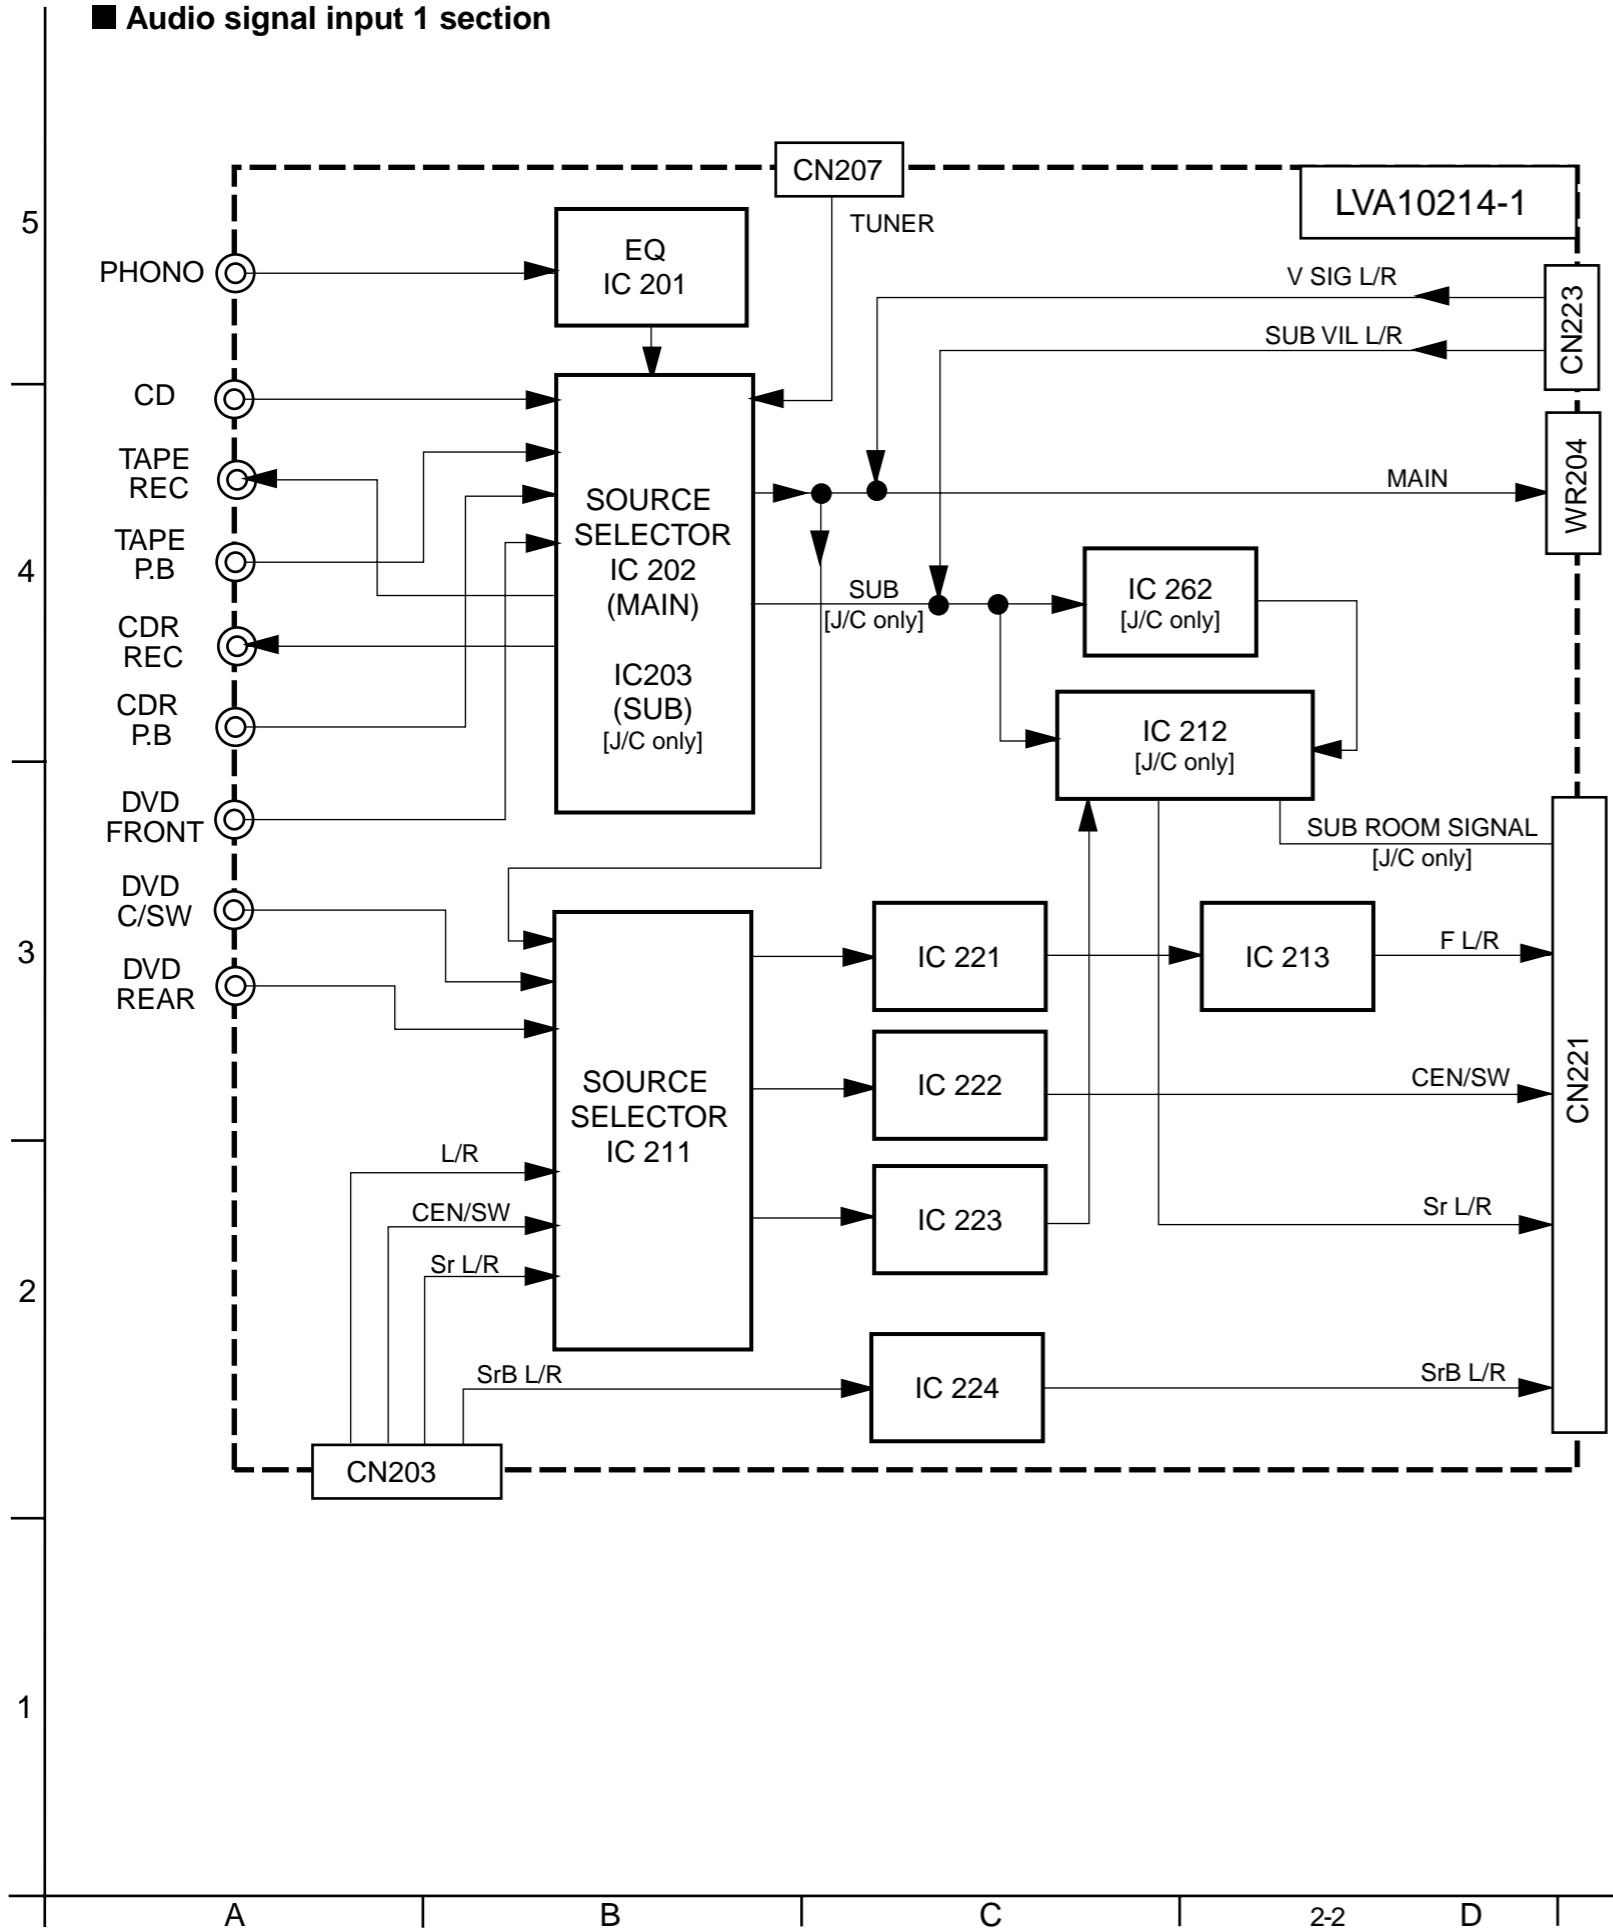 ■ Audio signal input 1 section
CN207
LVA10214-1
5
TUNER
EQ
IC 201
PHONO
V SIG L/R
CN223
SUB VIL L/R
CD
TAPE
REC
SOURCE
SELECTOR
IC 202
(MAIN)
IC203
(SUB)
[J/C only]
MAIN
WR204
TAPE
P.B
4
SUB
[J/C only]
IC 262
[J/C only]
CDR
REC
CDR
P.B
IC 212
[J/C only]
DVD
FRONT
SUB ROOM SIGNAL
[J/C only]
DVD
C/SW
3
DVD
REAR
IC 221
IC 213
F L/R
SOURCE
SELECTOR
IC 211
IC 222
CEN/SW
CN221
L/R
CEN/SW
Sr L/R
IC 223
Sr L/R
2
SrB L/R
IC 224
SrB L/R
CN203
1
A
B
C
2-2
D